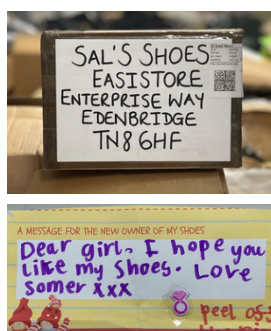 SAL'S SHOES
EASISTORE
ENTERPRISE WAY
EDENBRIDGE
TN8 6HF
A MESSAGE FOR THE NEW OWNER OF MY SHOES
Dear girl, I hope you
like my shoes. Love
somer xxx
peel off